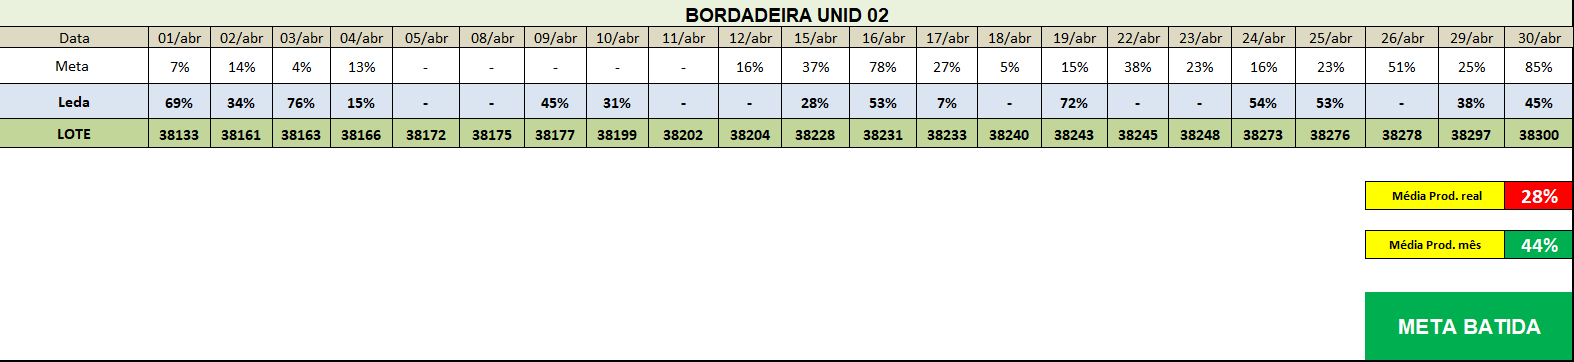 BORDADEIRA UNID 02
Data 01/abr 02/abr 03/abr 04/abr 05/abr 08/abr 09/abr 10/abr 11/abr 12/abr 15/abr 16/abr 17/abr 18/abr 19/abr 22/abr 23/abr 24/abr 25/abr 26/abr 29/abr 30/abr
Meta 7% 14% 4% 13% - - - - - 16% 37% 78% 27% 5% 15% 38% 23% 16% 23% 51% 25% 85%
Leda 69% 34% 76% 15% - - 45% 31% - - 28% 53% 7% - 72% - - 54% 53% - 38% 45%
LOTE 38133 38161 38163 38166 38172 38175 38177 38199 38202 38204 38228 38231 38233 38240 38243 38245 38248 38273 38276 38278 38297 38300
Média Prod. real 28%
Média Prod. mês 44%
META BATIDA